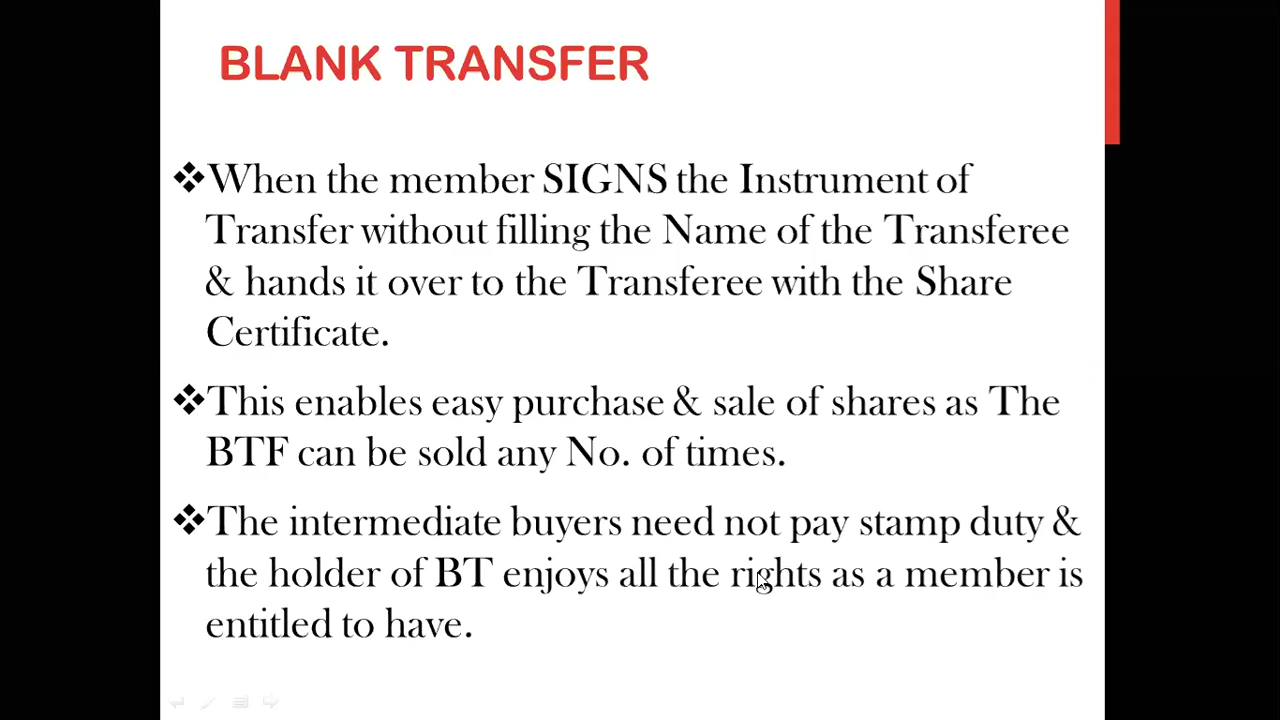 BLANK TRANSFER
❖When the member SIGNS the Instrument of
Transfer without filling the Name of the Transferee
& hands it over to the Transferee with the Share
Certificate.
❖This enables easy purchase & sale of shares as The
BTF can be sold any No. of times.
❖The intermediate buyers need not pay stamp duty &
the holder of BT enjoys all the rights as a member is
entitled to have.